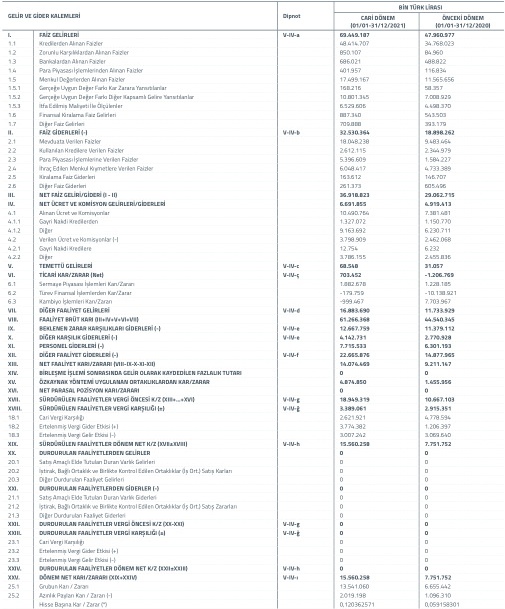 GELİR VE GİDER KALEMLERİ Dipnot BİN TÜRK LİRASI
CARİ DÖNEM ÖNCEKİ DÖNEM
(01/01-31/12/2021) (01/01-31/12/2020)
I. FAİZ GELİRLERİ V-IV-a 69.449.187 47.960.977
1.1 Kredilerden Alınan Faizler 48.414.707 34.768.023
1.2 Zorunlu Karşılıklardan Alınan Faizler 850.107 84.960
1.3 Bankalardan Alınan Faizler 686.021 488.822
1.4 Para Piyasası İşlemlerinden Alınan Faizler 401.957 116.834
1.5 Menkul Değerlerden Alınan Faizler 17.499.167 11.565.656
1.5.1 Gerçeğe Uygun Değer Farkı Kar Zarara Yansıtılanlar 168.216 58.357
1.5.2 Gerçeğe Uygun Değer Farkı Diğer Kapsamlı Gelire Yansıtılanlar 10.801.345 7.008.929
1.5.3 İtfa Edilmiş Maliyeti İle Ölçülenler 6.529.606 4.498.370
1.6 Finansal Kiralama Faiz Gelirleri 887.340 543.503
1.7 Diğer Faiz Gelirleri 709.888 393.179
II. FAİZ GİDERLERİ (-) V-IV-b 32.530.364 18.898.262
2.1 Mevduata Verilen Faizler 18.048.238 9.483.464
2.2 Kullanılan Kredilere Verilen Faizler 2.612.115 2.344.979
2.3 Para Piyasası İşlemlerine Verilen Faizler 5.396.609 1.584.227
2.4 İhraç Edilen Menkul Kıymetlere Verilen Faizler 6.048.417 4.733.389
2.5 Kiralama Faiz Giderleri 163.612 146.707
2.6 Diğer Faiz Giderleri 261.373 605.496
III. NET FAİZ GELİRİ/GİDERİ (I - II) 36.918.823 29.062.715
IV. NET ÜCRET VE KOMİSYON GELİRLERİ/GİDERLERİ 6.691.855 4.919.413
4.1 Alınan Ücret ve Komisyonlar 10.490.764 7.381.481
4.1.1 Gayri Nakdi Kredilerden 1.327.072 1.150.770
4.1.2 Diğer 9.163.692 6.230.711
4.2 Verilen Ücret ve Komisyonlar (-) 3.798.909 2.462.068
4.2.1 Gayri Nakdi Kredilere 12.754 6.232
4.2.2 Diğer 3.786.155 2.455.836
V. TEMETTÜ GELİRLERİ V-IV-c 68.548 31.057
VI. TİCARİ KAR/ZARAR (Net) V-IV-ç 703.452 -1.206.769
6.1 Sermaye Piyasası İşlemleri Karı/Zararı 1.882.678 1.228.185
6.2 Türev Finansal İşlemlerden Kar/Zarar -179.759 -10.138.921
6.3 Kambiyo İşlemleri Karı/Zararı -999.467 7.703.967
VII. DİĞER FAALİYET GELİRLERİ V-IV-d 16.883.690 11.733.929
VIII. FAALİYET BRÜT KARI (III+IV+V+VI+VII) 61.266.368 44.540.345
IX. BEKLENEN ZARAR KARŞILIKLARI GİDERLERİ (-) V-IV-e 12.667.759 11.379.112
X. DİĞER KARŞILIK GİDERLERİ (-) V-IV-e 4.142.731 2.770.928
XI. PERSONEL GİDERLERİ (-) 7.715.533 6.301.193
XII. DİĞER FAALİYET GİDERLERİ (-) V-IV-f 22.665.876 14.877.965
XIII. NET FAALİYET KARI/ZARARI (VIII-IX-X-XI-XII) 14.074.469 9.211.147
XIV. BİRLEŞME İŞLEMİ SONRASINDA GELİR OLARAK KAYDEDİLEN FAZLALIK TUTARI 0 0
XV. ÖZKAYNAK YÖNTEMİ UYGULANAN ORTAKLIKLARDAN KAR/ZARAR 4.874.850 1.455.956
XVI. NET PARASAL POZİSYON KARI/ZARARI 0 0
XVII. SÜRDÜRÜLEN FAALİYETLER VERGİ ÖNCESİ K/Z (XIII+...+XVI) V-IV-g 18.949.319 10.667.103
XVIII. SÜRDÜRÜLEN FAALİYETLER VERGİ KARŞILIĞI (±) V-IV-ğ 3.389.061 2.915.351
18.1 Cari Vergi Karşılığı 2.621.921 4.778.594
18.2 Ertelenmiş Vergi Gider Etkisi (+) 3.774.382 1.206.397
18.3 Ertelenmiş Vergi Gelir Etkisi (-) 3.007.242 3.069.640
XIX. SÜRDÜRÜLEN FAALİYETLER DÖNEM NET K/Z (XVII±XVIII) V-IV-h 15.560.258 7.751.752
XX. DURDURULAN FAALİYETLERDEN GELİRLER 0 0
20.1 Satış Amaçlı Elde Tutulan Duran Varlık Gelirleri 0 0
20.2 İştirak, Bağlı Ortaklık ve Birlikte Kontrol Edilen Ortaklıklar (İş Ort.) Satış Karları 0 0
20.3 Diğer Durdurulan Faaliyet Gelirleri 0 0
XXI. DURDURULAN FAALİYETLERDEN GİDERLER (-) 0 0
21.1 Satış Amaçlı Elde Tutulan Duran Varlık Giderleri 0 0
21.2 İştirak, Bağlı Ortaklık ve Birlikte Kontrol Edilen Ortaklıklar (İş Ort.) Satış Zararları 0 0
21.3 Diğer Durdurulan Faaliyet Giderleri 0 0
XXII. DURDURULAN FAALİYETLER VERGİ ÖNCESİ K/Z (XX-XXI) V-IV-g 0 0
XXIII. DURDURULAN FAALİYETLER VERGİ KARŞILIĞI (±) V-IV-ğ 0 0
23.1 Cari Vergi Karşılığı 0 0
23.2 Ertelenmiş Vergi Gider Etkisi (+) 0 0
23.3 Ertelenmiş Vergi Gelir Etkisi (-) 0 0
XXIV. DURDURULAN FAALİYETLER DÖNEM NET K/Z (XXII±XXIII) V-IV-h 0 0
XXV. DÖNEM NET KARI/ZARARI (XIX+XXIV) V-IV-ı 15.560.258 7.751.752
25.1 Grubun Karı / Zararı 13.541.060 6.655.442
25.2 Azınlık Payları Karı / Zararı (-) 2.019.198 1.096.310
Hisse Başına Kar / Zarar (*) 0,120362571 0,059158301